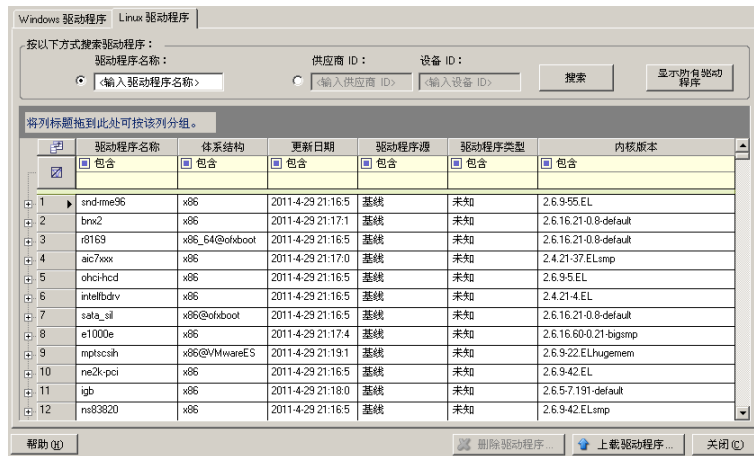 Windows 驱动程序 Linux 驱动程序
按以下方式搜索驱动程序：
驱动程序名称： 供应商 ID： 设备 ID：
<输入驱动程序名称> <输入供应商 ID> <输入设备 ID> 搜索 显示所有驱动程序
将列标题拖到此处可按该列分组。
驱动程序名称 体系结构 更新日期 驱动程序源 驱动程序类型 内核版本
包含 包含 包含 包含 包含 包含
1 snd-rme96 x86 2011-4-29 21:16:5 基线 未知 2.6.9-55.EL
2 bnx2 x86 2011-4-29 21:17:1 基线 未知 2.6.16.21-0.8-default
3 r8169 x86_64@ofxboot 2011-4-29 21:16:5 基线 未知 2.6.16.21-0.8-default
4 aic7xxx x86 2011-4-29 21:17:0 基线 未知 2.4.21-37.ELsmp
5 ohci-hcd x86 2011-4-29 21:16:5 基线 未知 2.6.9-5.EL
6 intelfbdrv x86 2011-4-29 21:16:5 基线 未知 2.4.21-4.EL
7 sata_sil x86@ofxboot 2011-4-29 21:16:5 基线 未知 2.6.16.21-0.8-default
8 e1000e x86 2011-4-29 21:17:4 基线 未知 2.6.16.60-0.21-bigsmp
9 mptscsih x86@VMwareES 2011-4-29 21:19:1 基线 未知 2.6.9-22.ELhugemem
10 ne2k-pci x86 2011-4-29 21:16:5 基线 未知 2.6.9-42.EL
11 igb x86 2011-4-29 21:18:0 基线 未知 2.6.5-7.191-default
12 ns83820 x86 2011-4-29 21:16:5 基线 未知 2.6.9-42.ELsmp
帮助(H) 删除驱动程序... 上载驱动程序... 关闭(C)